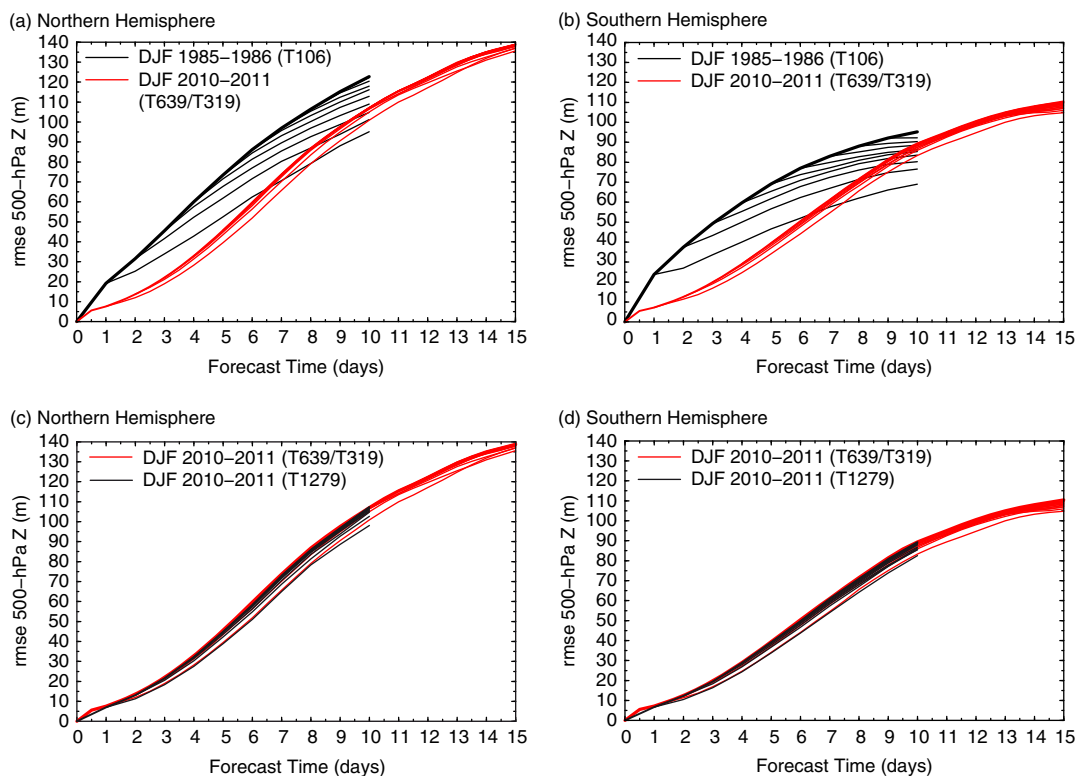 (a) Northern Hemisphere
140
130
120
110
100
90
80
70
60
50
40
30
20
10
0
rmse 500−hPa Z (m)
DJF 1985−1986 (T106)
DJF 2010−2011
(T639/T319)
0 1 2 3 4 5 6 7 8 9 10 11 12 13 14 15
Forecast Time (days)
(b) Southern Hemisphere
140
130
120
110
100
90
80
70
60
50
40
30
20
10
0
rmse 500−hPa Z (m)
DJF 1985−1986 (T106)
DJF 2010−2011 (T639/T319)
0 1 2 3 4 5 6 7 8 9 10 11 12 13 14 15
Forecast Time (days)
(c) Northern Hemisphere
140
130
120
110
100
90
80
70
60
50
40
30
20
10
0
rmse 500−hPa Z (m)
DJF 2010−2011 (T639/T319)
DJF 2010−2011 (T1279)
0 1 2 3 4 5 6 7 8 9 10 11 12 13 14 15
Forecast Time (days)
(d) Southern Hemisphere
140
130
120
110
100
90
80
70
60
50
40
30
20
10
0
rmse 500−hPa Z (m)
DJF 2010−2011 (T639/T319)
DJF 2010−2011 (T1279)
0 1 2 3 4 5 6 7 8 9 10 11 12 13 14 15
Forecast Time (days)